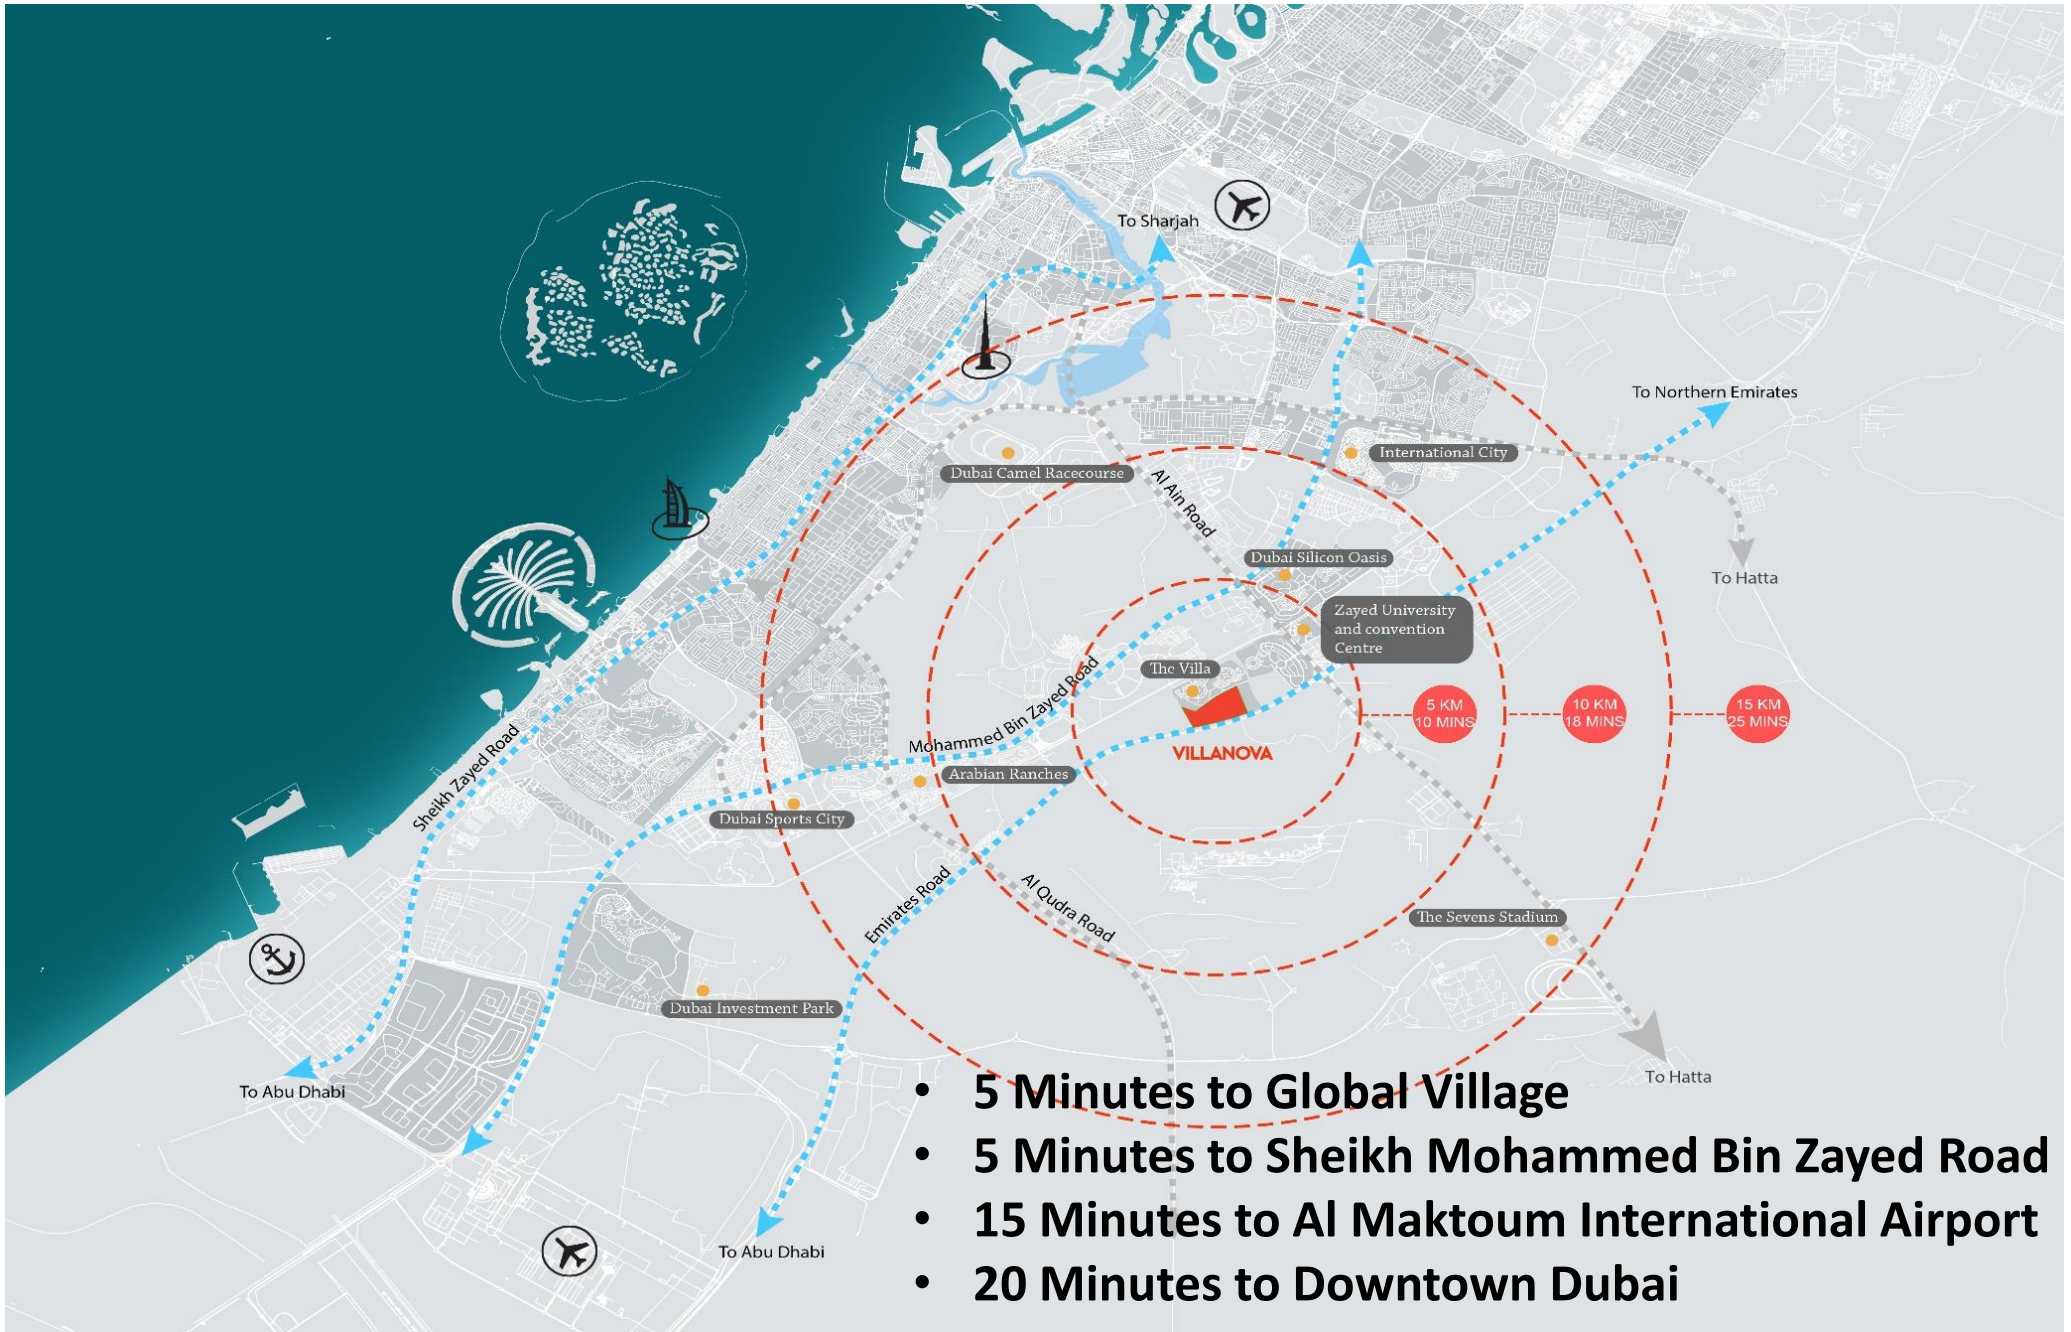 To Sharjah
To Northern Emirates
International City
Dubai Camel Racecourse
Al Ain Road
Dubai Silicon Oasis
To Hatta
Zayed University
and convention
Centre
The Villa
Mohammed Bin Zayed Road
5 KM
10 MINS
10 KM
18 MINS
15 KM
25 MINS
VILLANOVA
Sheikh Zayed Road
Arabian Ranches
Dubai Sports City
Emirates Road
Al Qudra Road
The Sevens Stadium
Dubai Investment Park
To Hatta
To Abu Dhabi
To Abu Dhabi
• 5 Minutes to Global Village
• 5 Minutes to Sheikh Mohammed Bin Zayed Road
• 15 Minutes to Al Maktoum International Airport
• 20 Minutes to Downtown Dubai